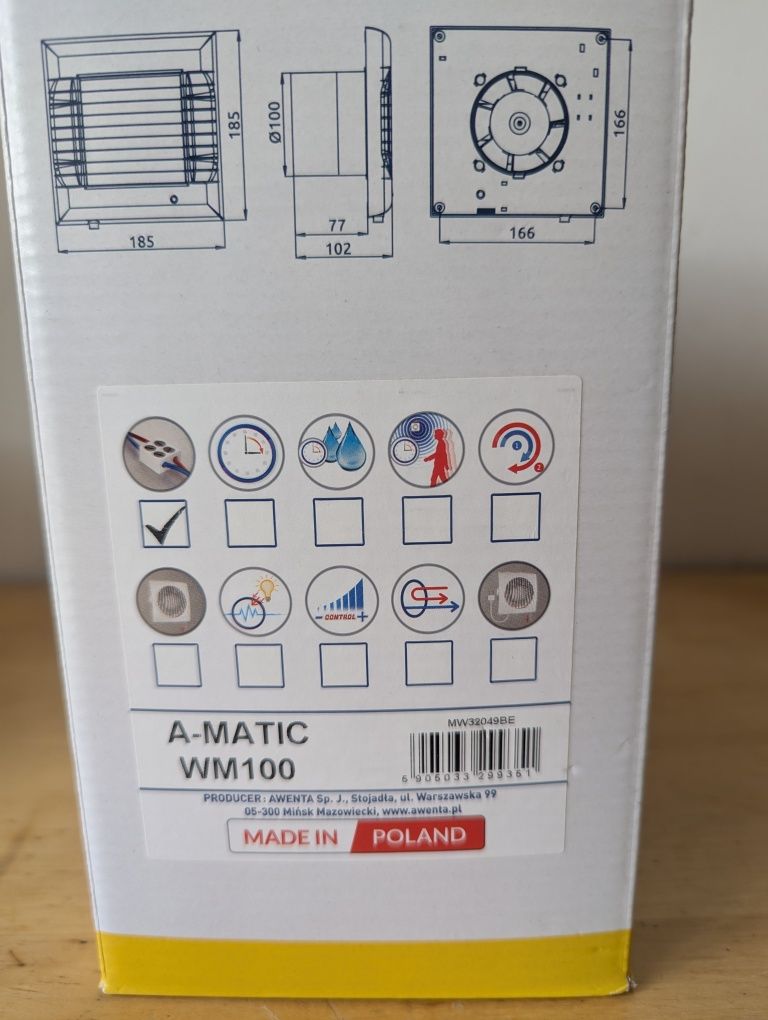 185
Ø100
166
77
185
102
166
- CONTROL +
A-MATIC
WM100
MW32049BE
5 905033 299351
PRODUCER: AWENTA Sp. J., Stojadła, ul. Warszawska 99
05-300 Mińsk Mazowiecki, www.awenta.pl
MADE IN POLAND